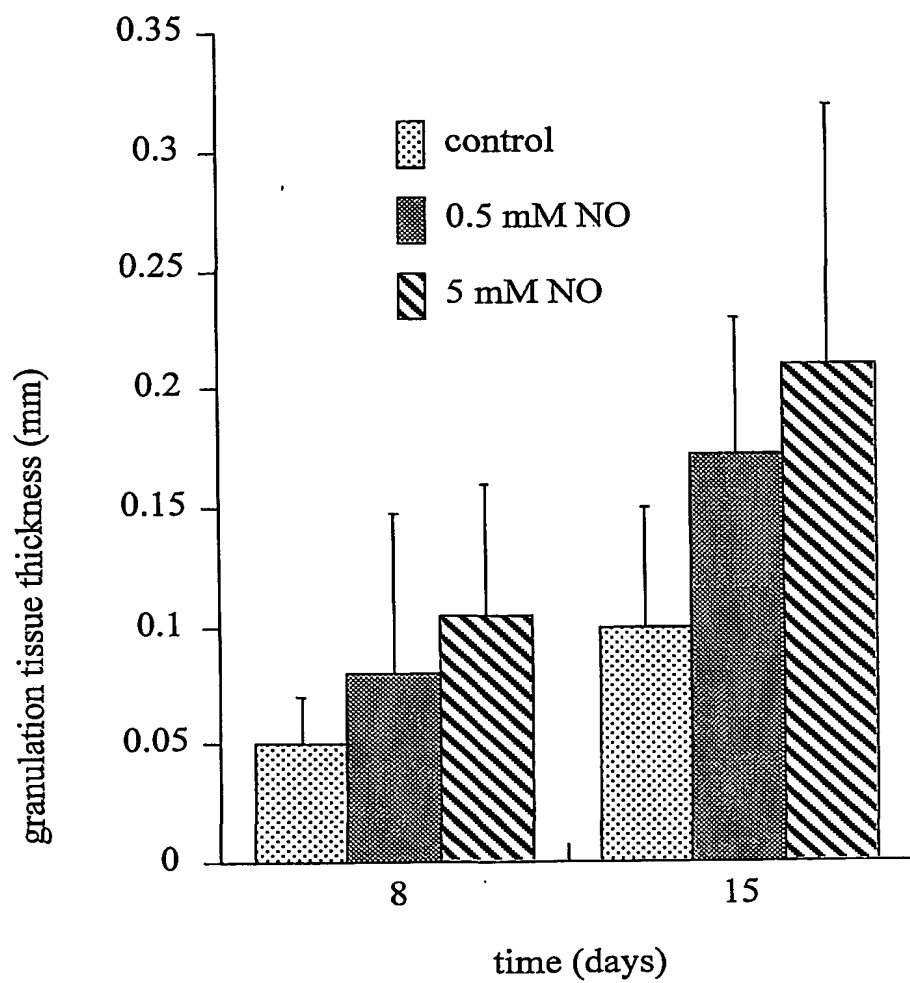 0.35
0.3
0.25
0.2
0.15
0.1
0.05
0
granulation tissue thickness (mm)
control
0.5 mM NO
5 mM NO
8
15
time (days)